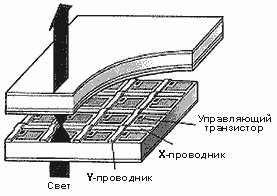 Управляющий
транзистор
X-проводник
Y-проводник
Свет